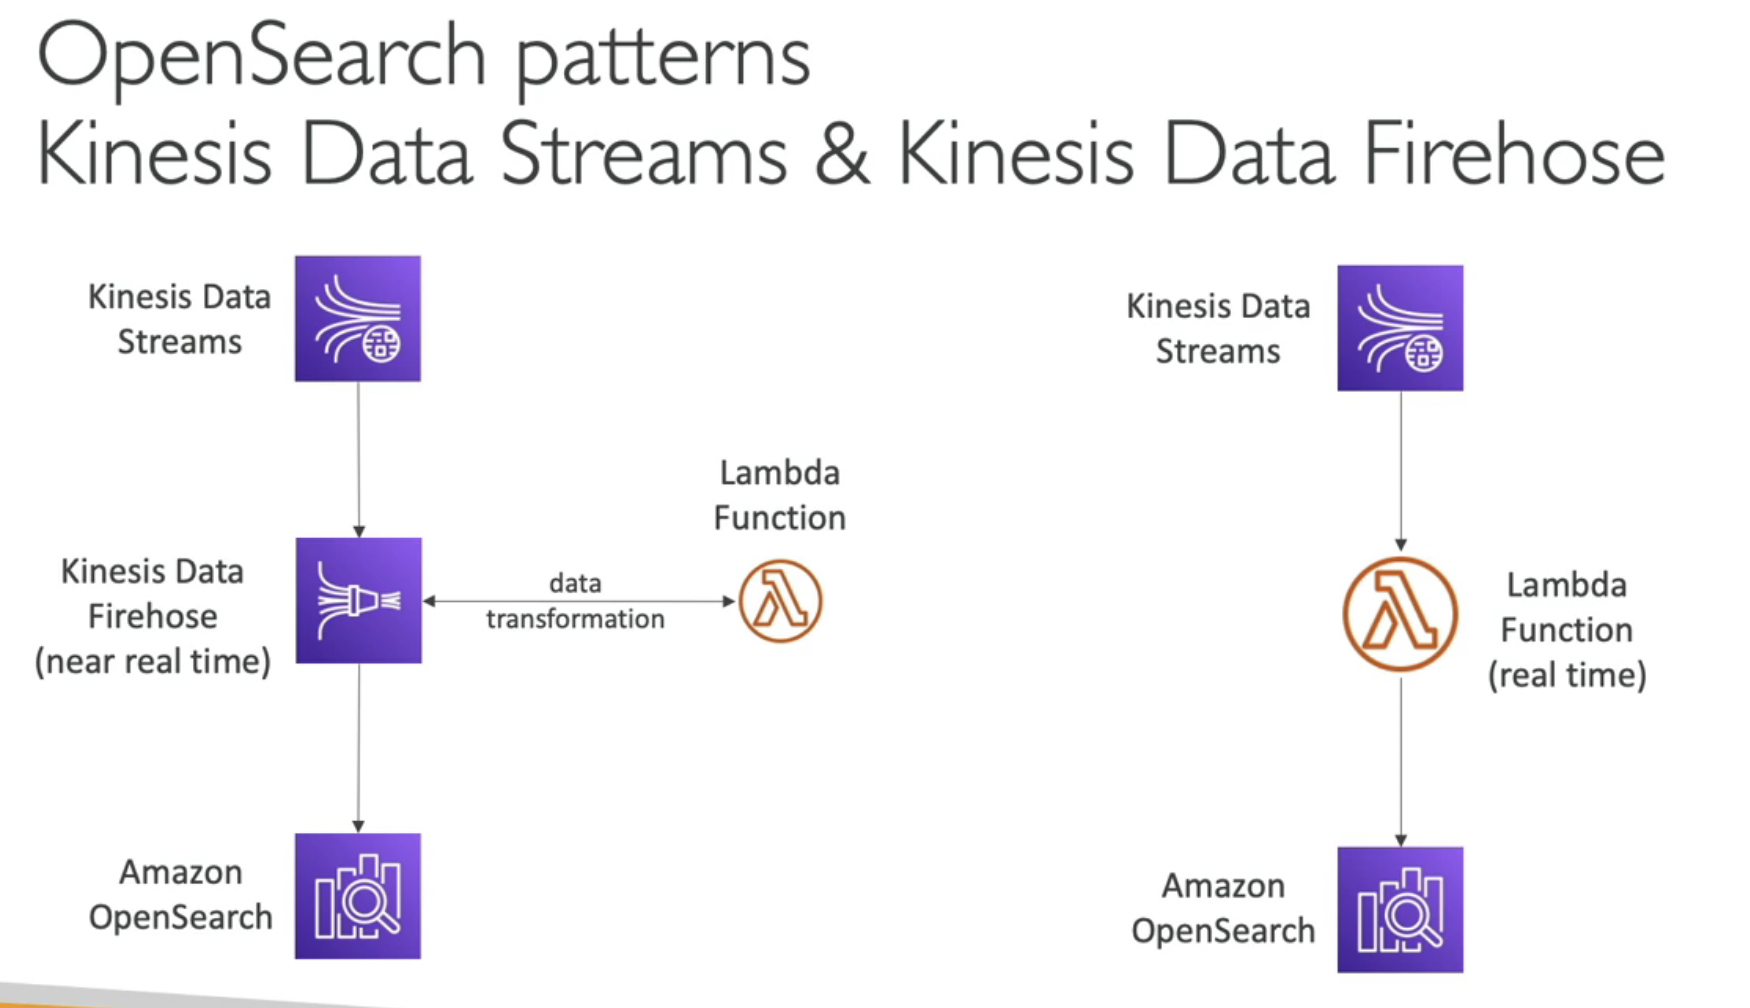 OpenSearch patterns
Kinesis Data Streams & Kinesis Data Firehose
Kinesis Data
Streams
Lambda
Function
Kinesis Data
Firehose
(near real time)
data
transformation
Amazon
OpenSearch
Kinesis Data
Streams
Lambda
Function
(real time)
Amazon
OpenSearch